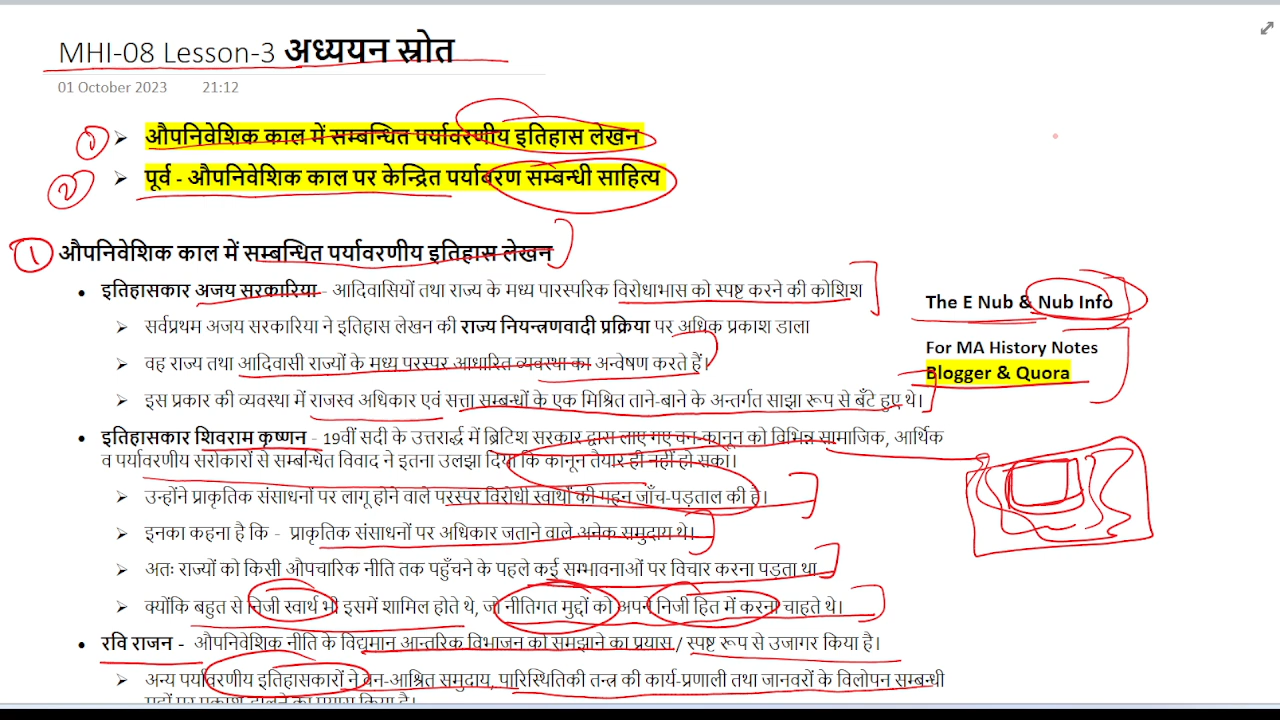 MHI-08 Lesson-3 अध्ययन स्रोत
01 October 2023 21:12
1 ➢ औपनिवेशिक काल में सम्बन्धित पर्यावरणीय इतिहास लेखन
2 ➢ पूर्व - औपनिवेशिक काल पर केन्द्रित पर्यावरण सम्बन्धी साहित्य
1 औपनिवेशिक काल में सम्बन्धित पर्यावरणीय इतिहास लेखन
• इतिहासकार अजय सरकारिया - आदिवासियों तथा राज्य के मध्य पारस्परिक विरोधाभास को स्पष्ट करने की कोशिश
➢ सर्वप्रथम अजय सरकारिया ने इतिहास लेखन की राज्य नियन्त्रणवादी प्रक्रिया पर अधिक प्रकाश डाला
➢ वह राज्य तथा आदिवासी राज्यों के मध्य परस्पर आधारित व्यवस्था का अन्वेषण करते हैं।
➢ इस प्रकार की व्यवस्था में राजस्व अधिकार एवं सत्ता सम्बन्धों के एक मिश्रित ताने-बाने के अन्तर्गत साझा रूप से बँटे हुए थे।
The E Nub & Nub Info
For MA History Notes
Blogger & Quora
• इतिहासकार शिवराम कृष्णन - 19वीं सदी के उत्तरार्द्ध में ब्रिटिश सरकार द्वारा लाए गए वन-कानून को विभिन्न सामाजिक, आर्थिक
व पर्यावरणीय सरोकारों से सम्बन्धित विवाद ने इतना उलझा दिया कि कानून तैयार ही नहीं हो सका।
➢ उन्होंने प्राकृतिक संसाधनों पर लागू होने वाले परस्पर विरोधी स्वार्थों की गहन जाँच-पड़ताल की है।
➢ इनका कहना है कि - प्राकृतिक संसाधनों पर अधिकार जताने वाले अनेक समुदाय थे।
➢ अतः राज्यों को किसी औपचारिक नीति तक पहुँचने के पहले कई सम्भावनाओं पर विचार करना पड़ता था
➢ क्योंकि बहुत से निजी स्वार्थ भी इसमें शामिल होते थे, जो नीतिगत मुद्दों को अपने निजी हित में करना चाहते थे।
• रवि राजन - औपनिवेशिक नीति के विद्यमान आन्तरिक विभाजन को समझाने का प्रयास / स्पष्ट रूप से उजागर किया है।
➢ अन्य पर्यावरणीय इतिहासकारों ने वन-आश्रित समुदाय, पारिस्थितिकी तन्त्र की कार्य-प्रणाली तथा जानवरों के विलोपन सम्बन्धी